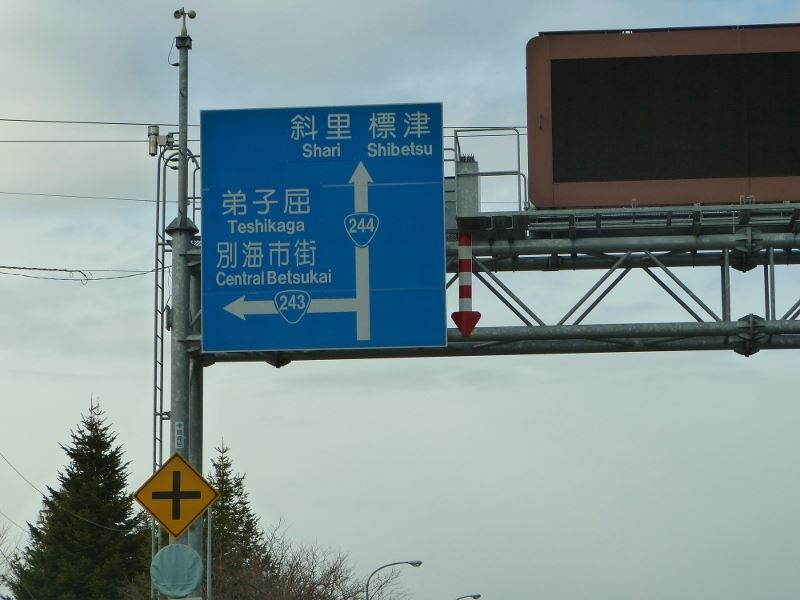 斜里 標津
Shari Shibetsu
弟子屈
Teshikaga
244
別海市街
Central Betsukai
243